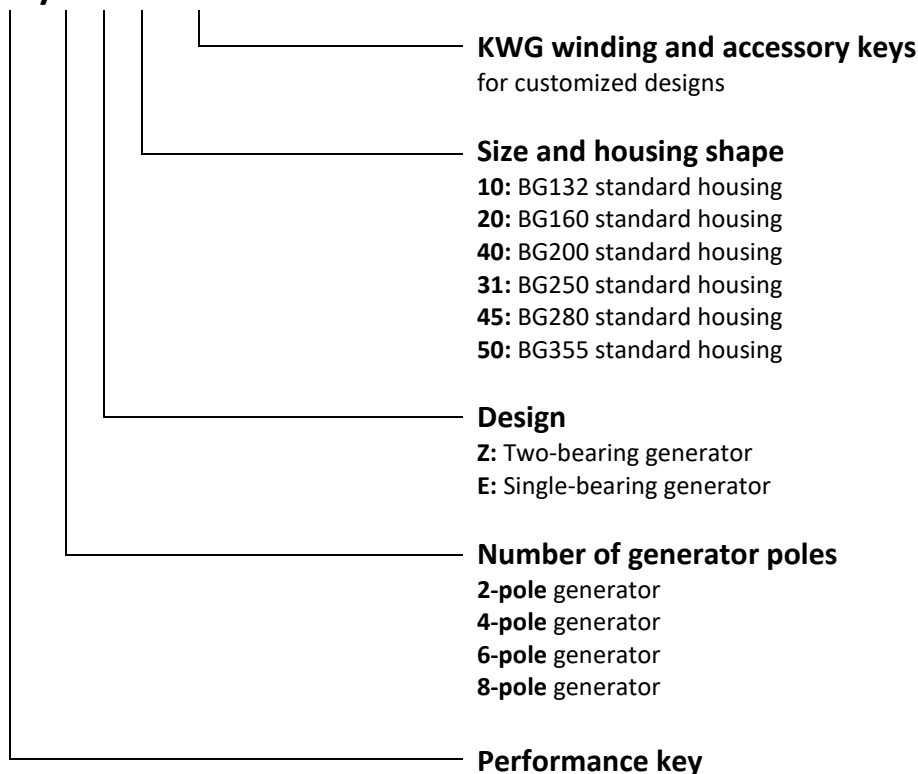 KWG winding and accessory keys
for customized designs
Size and housing shape
10: BG132 standard housing
20: BG160 standard housing
40: BG200 standard housing
31: BG250 standard housing
45: BG280 standard housing
50: BG355 standard housing
Design
Z: Two-bearing generator
E: Single-bearing generator
Number of generator poles
2-pole generator
4-pole generator
6-pole generator
8-pole generator
Performance key